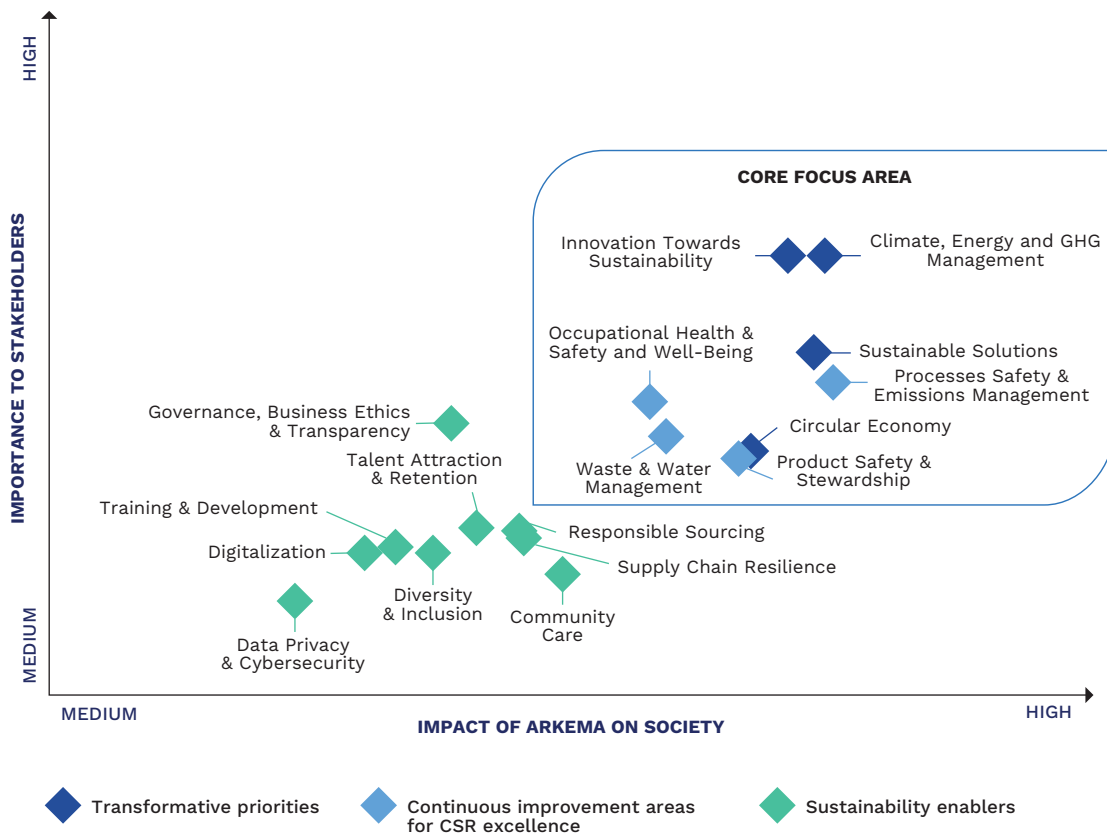 HIGH
IMPORTANCE TO STAKEHOLDERS
MEDIUM
CORE FOCUS AREA
Innovation Towards
Sustainability
Climate, Energy and GHG
Management
Occupational Health &
Safety and Well-Being
Sustainable Solutions
Processes Safety &
Emissions Management
Governance, Business Ethics
& Transparency
Circular Economy
Waste & Water
Management
Product Safety &
Stewardship
Talent Attraction
& Retention
Training & Development
Digitalization
Responsible Sourcing
Supply Chain Resilience
Diversity
& Inclusion
Community
Care
Data Privacy
& Cybersecurity
MEDIUM
IMPACT OF ARKEMA ON SOCIETY
HIGH
Transformative priorities
Continuous improvement areas
for CSR excellence
Sustainability enablers